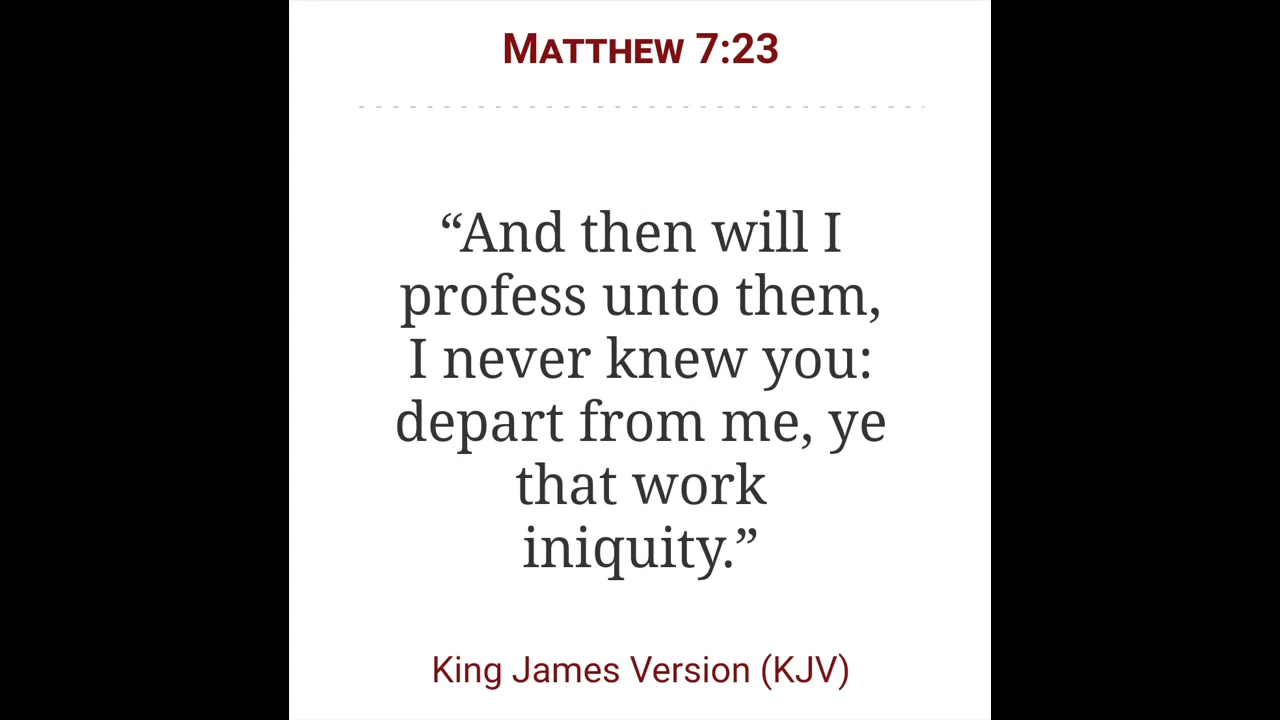 MATTHEW 7:23
“And then will I
profess unto them,
I never knew you:
depart from me, ye
that work
iniquity.”
King James Version (KJV)